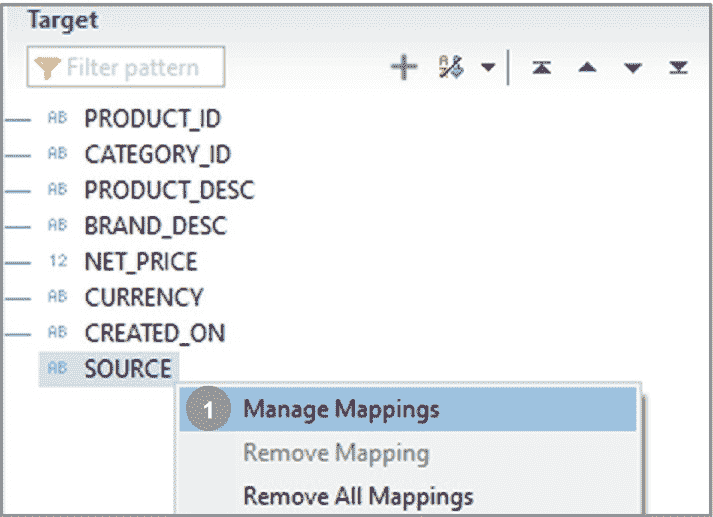 Target
Filter pattern
AB PRODUCT_ID
AB CATEGORY_ID
AB PRODUCT_DESC
AB BRAND_DESC
12 NET_PRICE
AB CURRENCY
AB CREATED_ON
AB SOURCE
1 Manage Mappings
Remove Mapping
Remove All Mappings